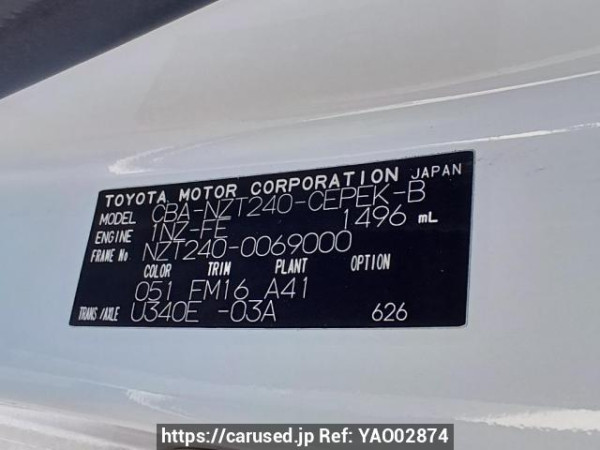 TOYOTA MOTOR CORPORATION JAPAN
MODEL CBA-NZT240-CEPEK-B
ENGINE 1NZ-FE 1496 mL
FRAME No NZT240-0069000
COLOR TRIM PLANT OPTION
051 FM16 A41
TRANS/AXLE U340E -03A 626
https://carused.jp Ref: YAO02874